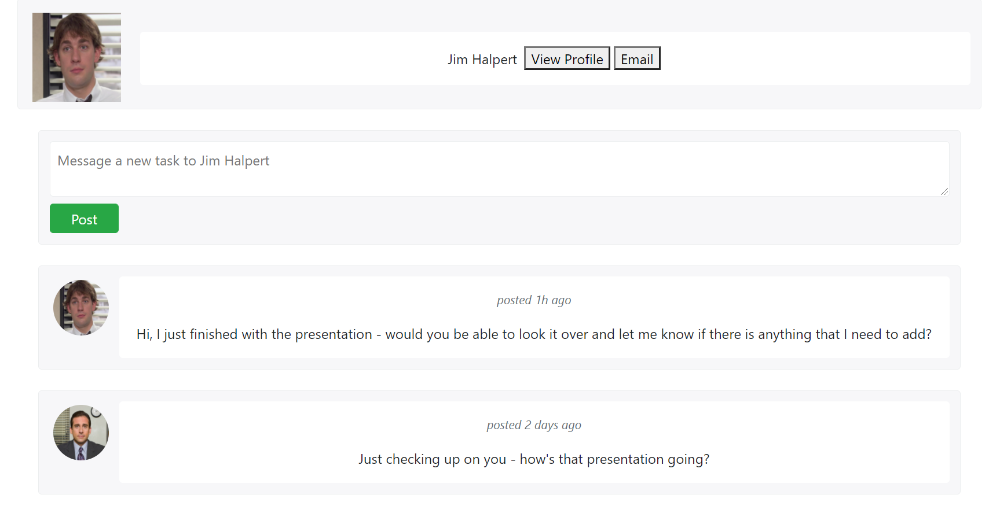 Jim Halpert View Profile Email
Message a new task to Jim Halpert
Post
posted 1h ago
Hi, I just finished with the presentation - would you be able to look it over and let me know if there is anything that I need to add?
posted 2 days ago
Just checking up on you - how's that presentation going?